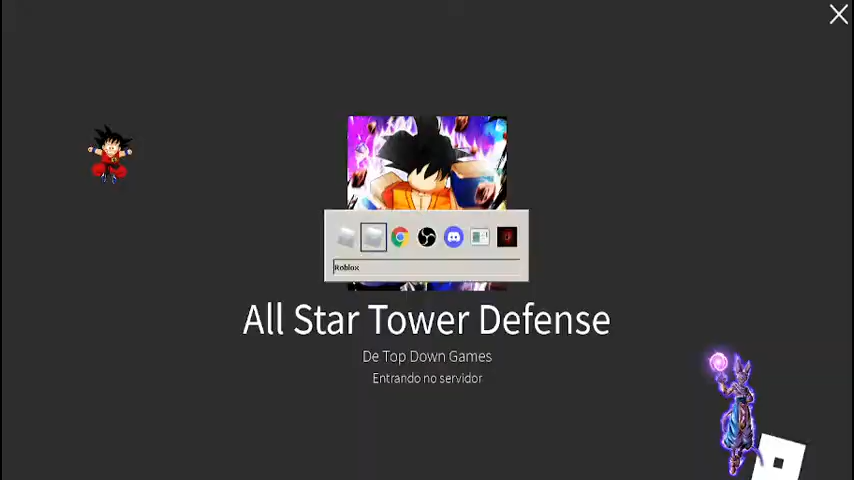 Roblox
All Star Tower Defense
De Top Down Games
Entrando no servidor